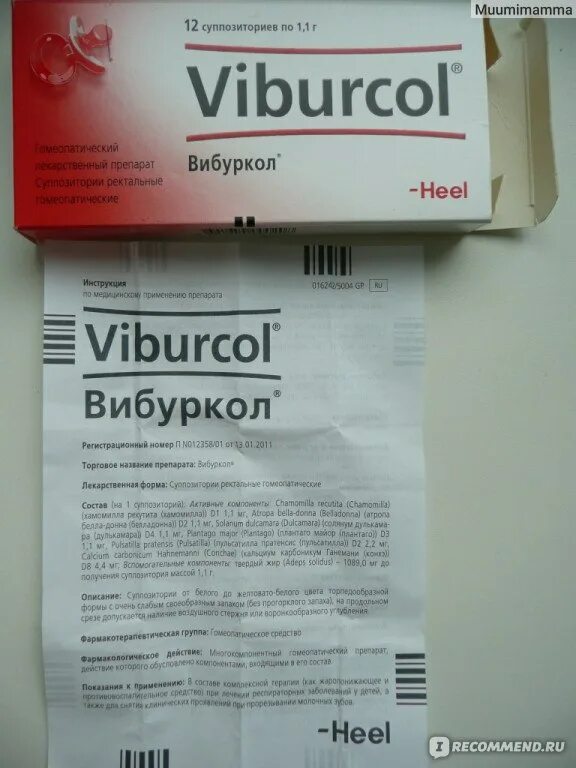 Muumimamma
12 суппозиториев по 1,1 г
Viburcol®
Вибуркол®
Гомеопатический
лекарственный препарат
Суппозитории ректальные
гомеопатические
-Heel
016242/5004 GP RU
Инструкция
по медицинскому применению препарата
Viburcol®
Вибуркол®
Регистрационный номер П N012358/01 от 13.01.2011
Торговое название препарата: Вибуркол®
Лекарственная форма: Суппозитории ректальные гомеопатические
Состав (на 1 суппозиторий): Активные компоненты: Chamomilla recutita (Chamomilla)
(хамомилла рекутита (хамомилла)) D1 1,1 мг, Atropa bella-donna (Belladonna) (атропа
белла-донна (белладонна)) D2 1,1 мг, Solanum dulcamara (Dulcamara) (соланум дулька-
мара (дулькамара)) D4 1,1 мг, Plantago major (Plantago) (плантаго майор (плантаго)) D3
1,1 мг, Pulsatilla pratensis (Pulsatilla) (пульсатилла пратенсис (пульсатилла)) D2 2,2 мг,
Calcium carbonicum Hahnemanni (Conchae) (кальциум карбоникум Ганемани (конхэ))
D8 4,4 мг; Вспомогательные компоненты: твердый жир (Adeps solidus) – 1089,0 мг до
получения суппозитория массой 1,1 г.
Описание: Суппозитории от белого до желтовато-белого цвета торпедообразной
формы с очень слабым своеобразным запахом (без прогорклого запаха), на продольном
срезе допускается наличие воздушного стержня или воронкообразного углубления.
Фармакотерапевтическая группа: Гомеопатическое средство
Фармакологическое действие: Многокомпонентный гомеопатический препарат,
действие которого обусловлено компонентами, входящими в его состав
Показания к применению: В составе комплексной терапии (как жаропонижающее и
противовоспалительное средство) при лечении респираторных заболеваний у детей, а
также для снятия клинических проявлений при прорезывании молочных зубов.
-Heel
IRECOMMEND.RU